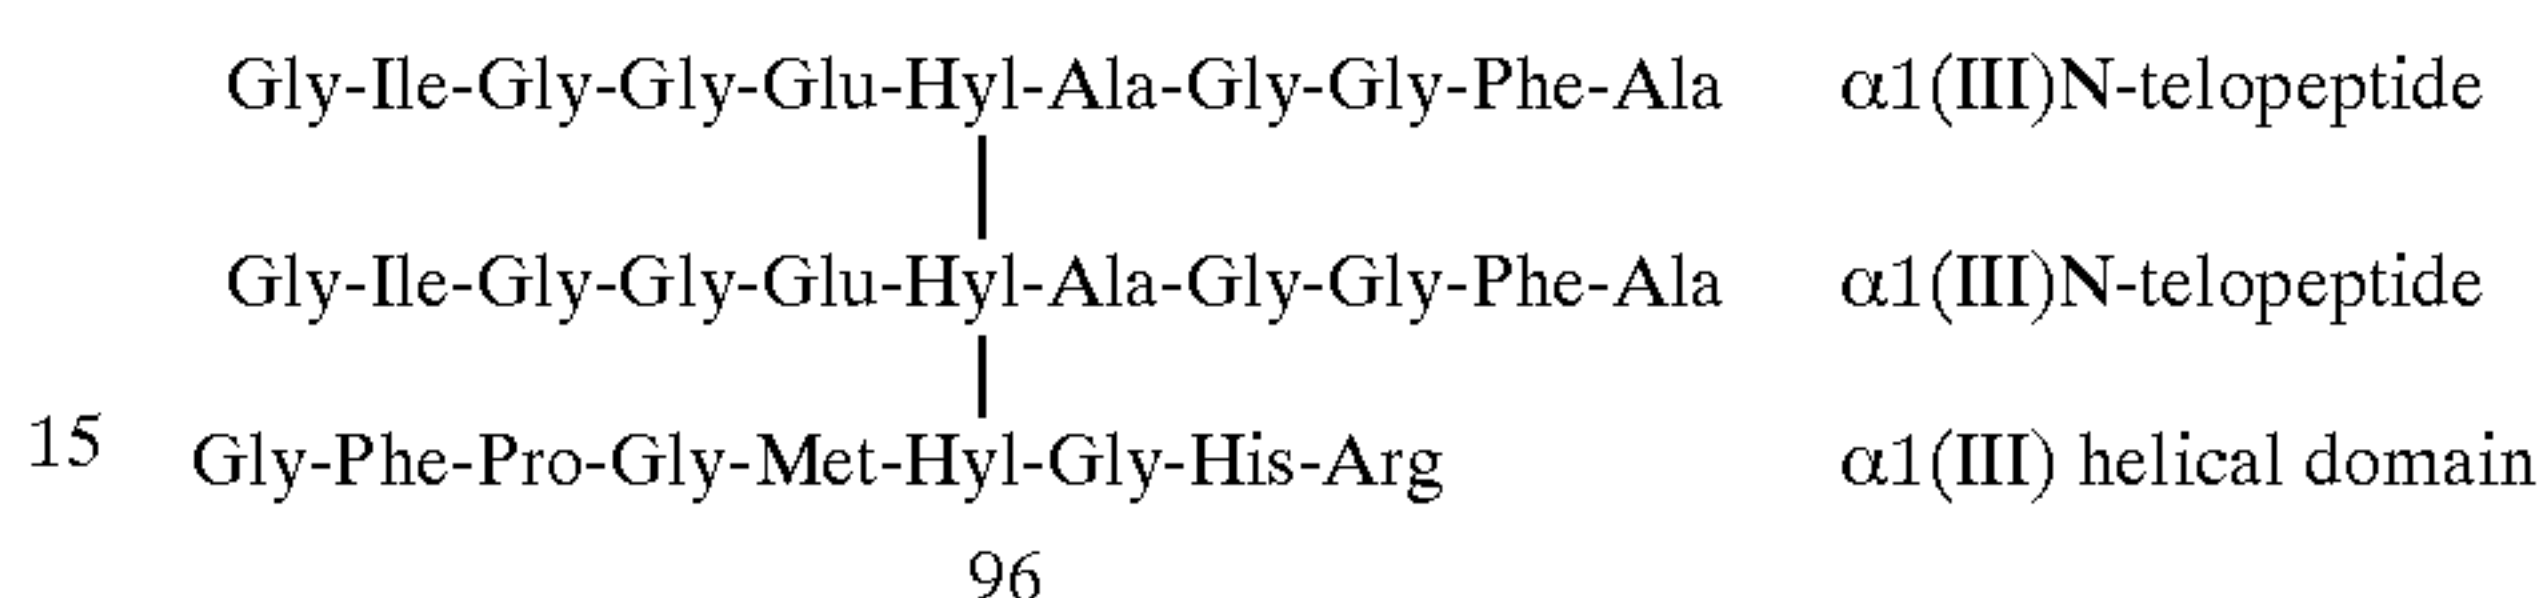 Gly-Ile-Gly-Gly-Glu-Hyl-Ala-Gly-Gly-Phe-Ala α1(III)N-telopeptide
Gly-Ile-Gly-Gly-Glu-Hyl-Ala-Gly-Gly-Phe-Ala α1(III)N-telopeptide
15 Gly-Phe-Pro-Gly-Met-Hyl-Gly-His-Arg α1(III) helical domain
96